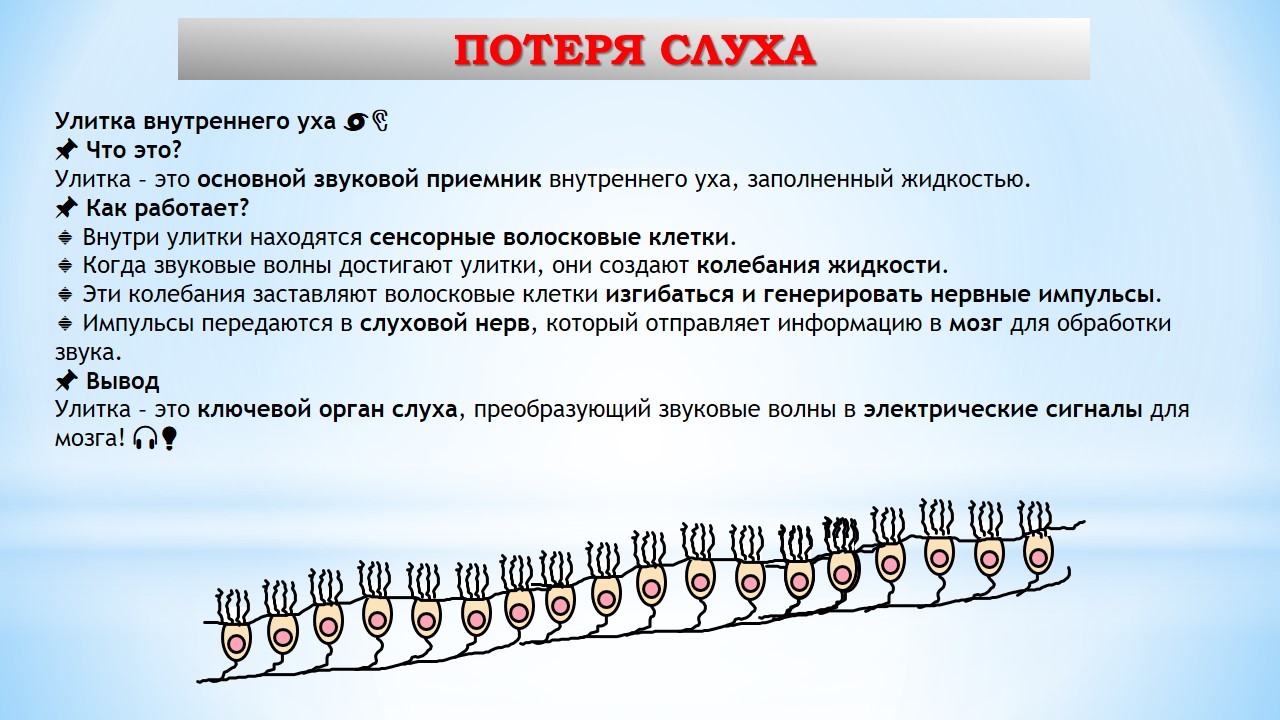 ПОТЕРЯ СЛУХА
Улитка внутреннего уха
Что это?
Улитка - это основной звуковой приемник внутреннего уха, заполненный жидкостью.
Как работает?
Внутри улитки находятся сенсорные волосковые клетки.
Когда звуковые волны достигают улитки, они создают колебания жидкости.
Эти колебания заставляют волосковые клетки изгибаться и генерировать нервные импульсы.
Импульсы передаются в слуховой нерв, который отправляет информацию в мозг для обработки
звука.
Вывод
Улитка - это ключевой орган слуха, преобразующий звуковые волны в электрические сигналы для
мозга!